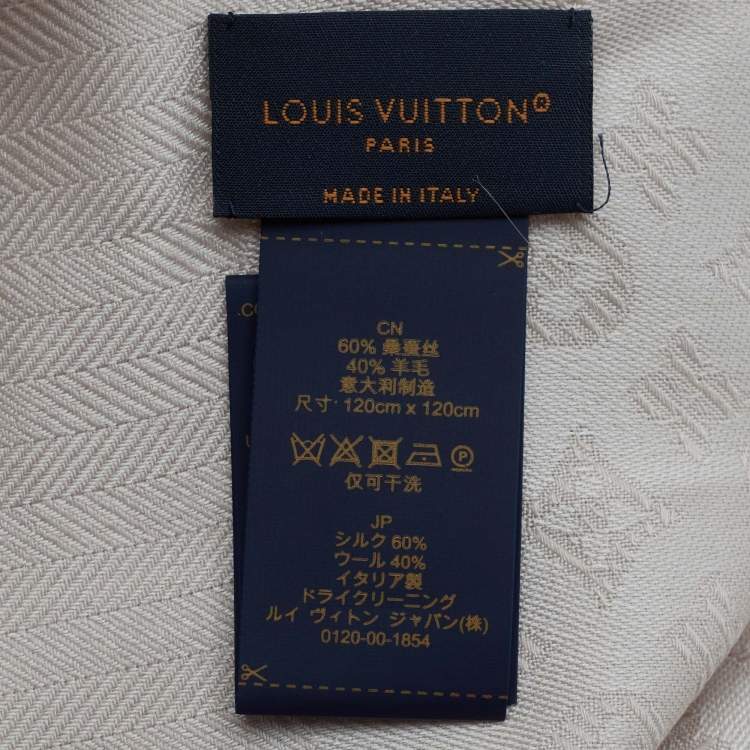 LOUIS VUITTON®
PARIS
MADE IN ITALY
CN
60% 桑蚕丝
40% 羊毛
意大利制造
尺寸: 120cm x 120cm
P
仅可干洗
JP
シルク 60%
ウール 40%
イタリア製
ドライクリーニング
ルイ ヴィトン ジャパン(株)
0120-00-1854
.CO